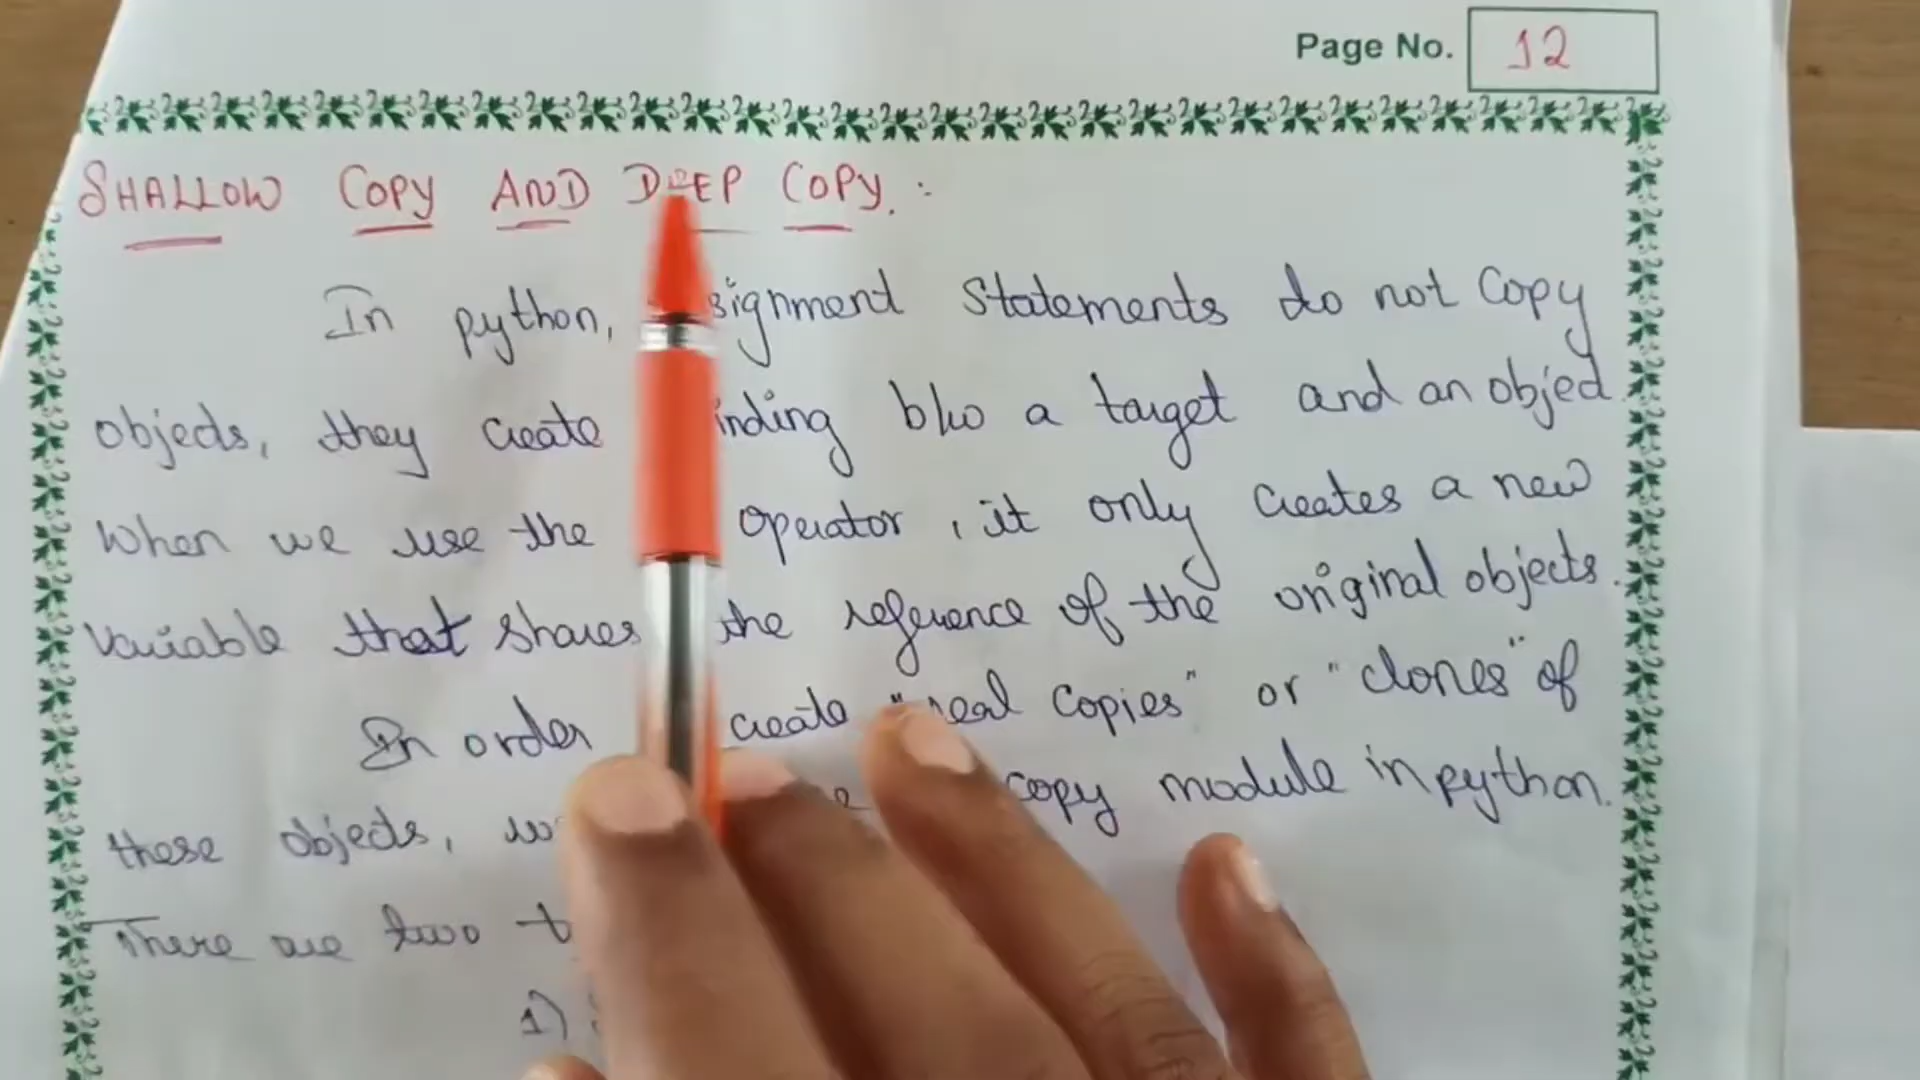 Page No. 12
SHALLOW COPY AND DEEP COPY :
In python, signment statements do not copy
objects, they create inding b/w a target and an object
When we use the operator, it only creates a new
variable that shares the reference of the original objects.
In order create "real copies" or "clones" of
these objects, copy module in python.
There are two
1)